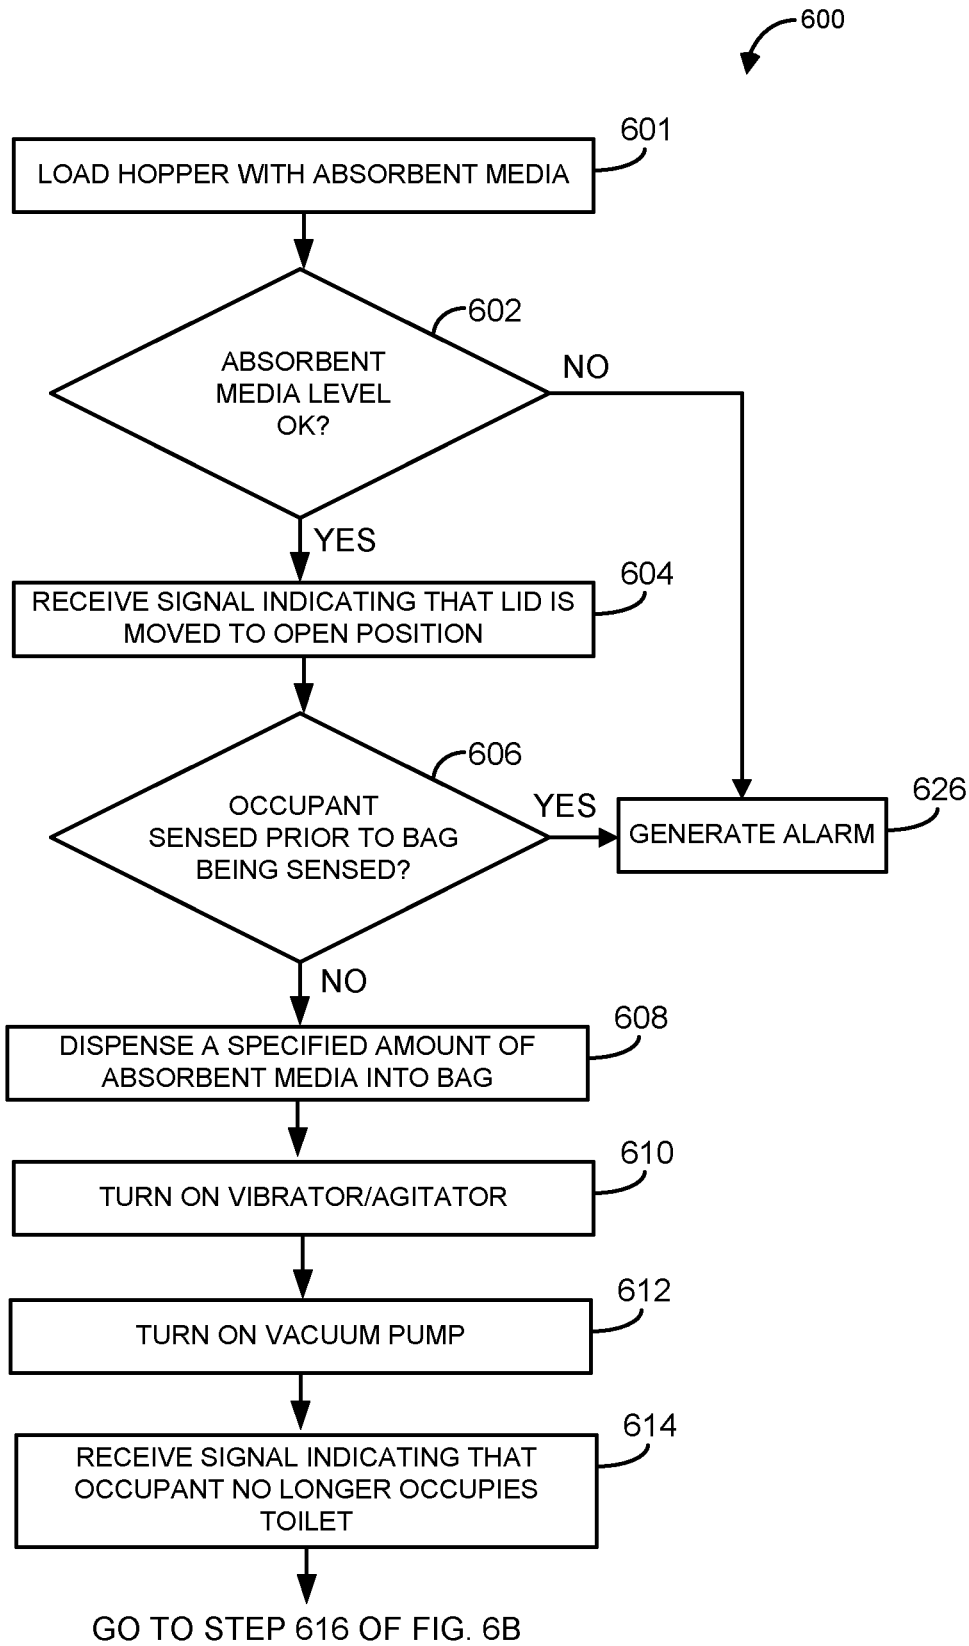 600
601
LOAD HOPPER WITH ABSORBENT MEDIA
602
ABSORBENT
MEDIA LEVEL
OK?
NO
YES
604
RECEIVE SIGNAL INDICATING THAT LID IS
MOVED TO OPEN POSITION
606
OCCUPANT
SENSED PRIOR TO BAG
BEING SENSED?
YES
626
GENERATE ALARM
NO
608
DISPENSE A SPECIFIED AMOUNT OF
ABSORBENT MEDIA INTO BAG
610
TURN ON VIBRATOR/AGITATOR
612
TURN ON VACUUM PUMP
614
RECEIVE SIGNAL INDICATING THAT
OCCUPANT NO LONGER OCCUPIES
TOILET
GO TO STEP 616 OF FIG. 6B